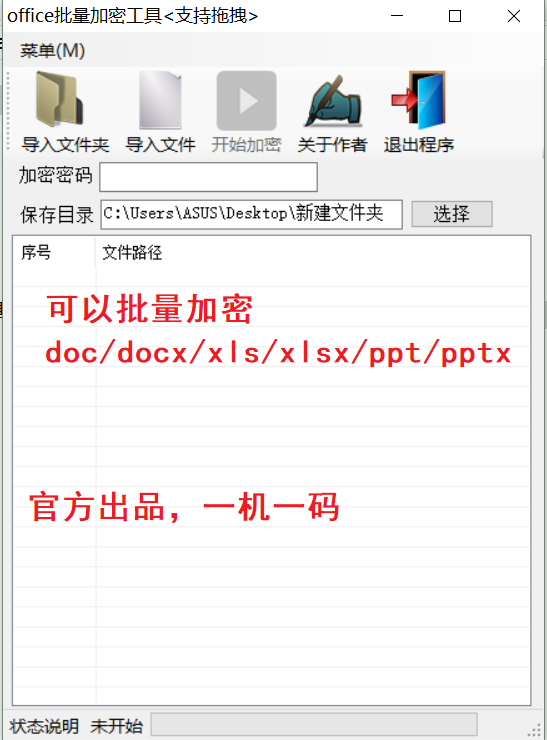 office批量加密工具<支持拖拽>
菜单(M)
导入文件夹 导入文件 开始加密 关于作者 退出程序
加密密码
保存目录 C:\Users\ASUS\Desktop\新建文件夹 选择
序号 文件路径
可以批量加密
doc/docx/xls/xlsx/ppt/pptx
官方出品，一机一码
状态说明 未开始